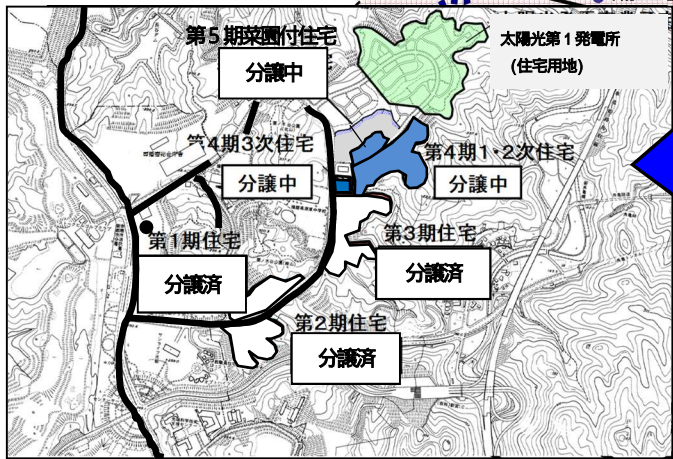 第5期菜園付住宅
分譲中
太陽光第1発電所
(住宅用地)
第4期3次住宅
分譲中
第4期1・2次住宅
分譲中
第1期住宅
分譲済
第3期住宅
分譲済
第2期住宅
分譲済